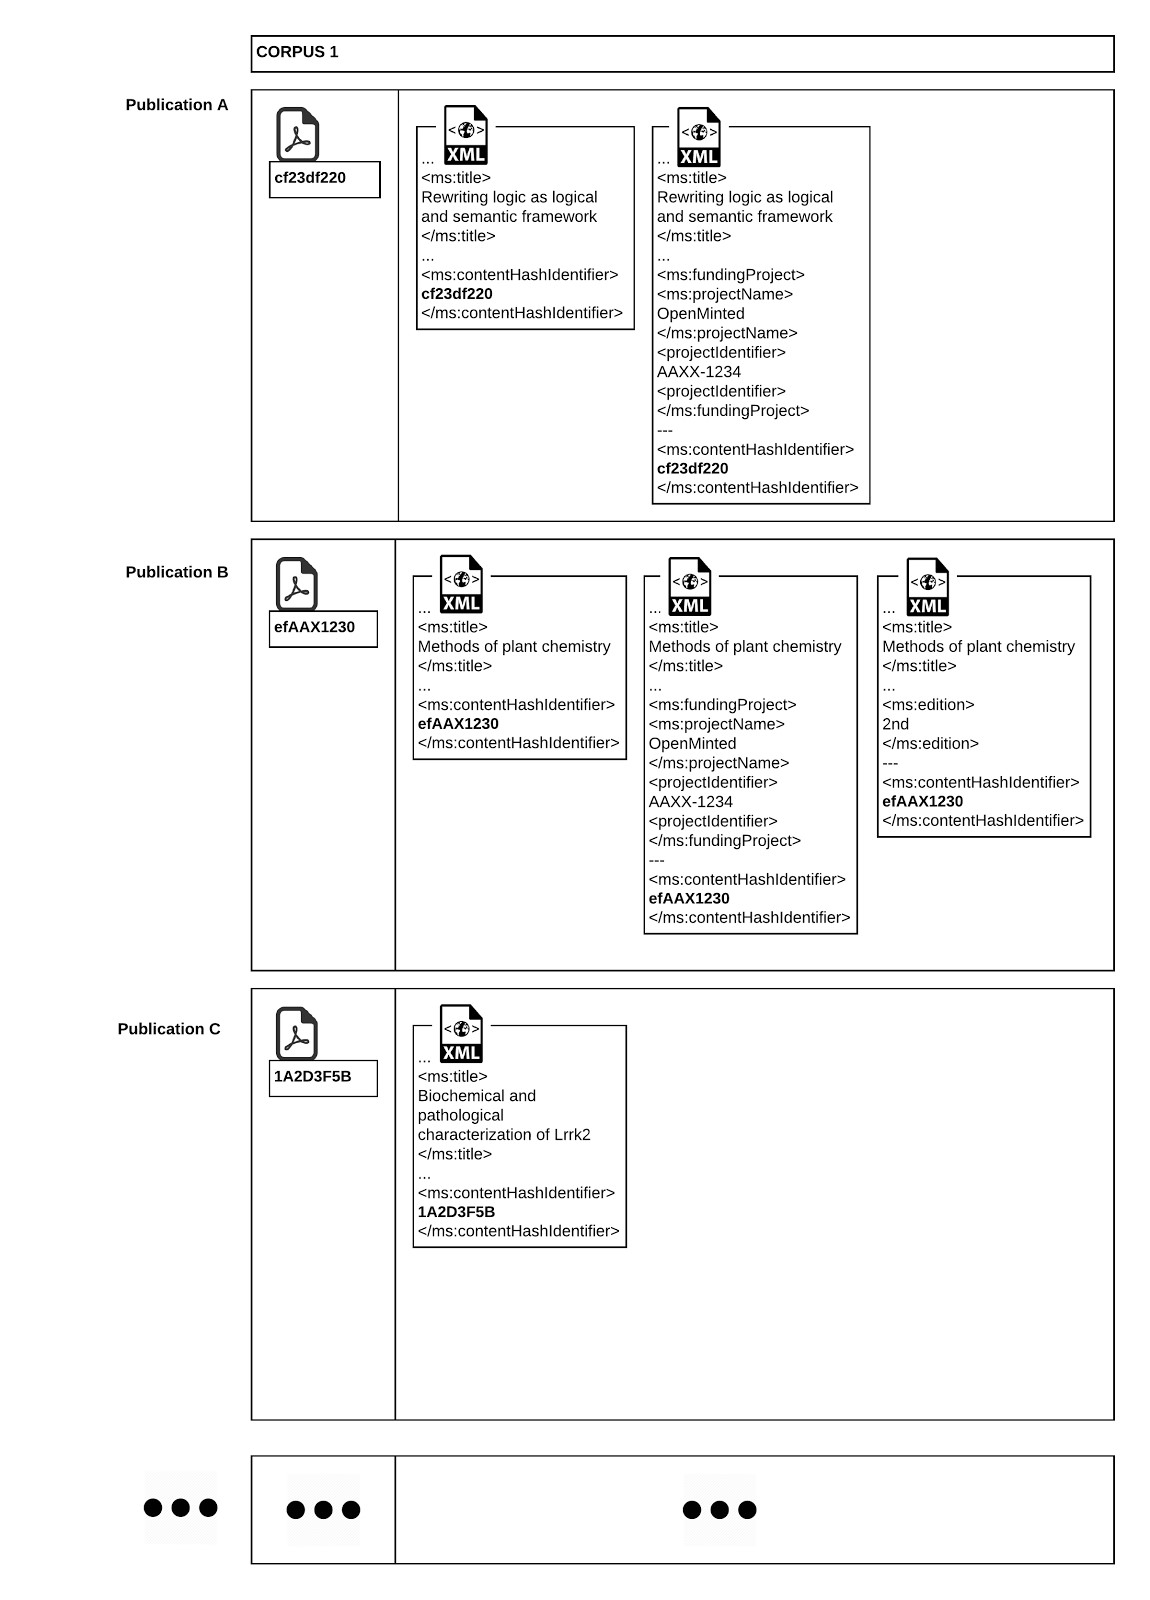 CORPUS 1
Publication A
cf23df220
<> XML
...
<ms:title>
Rewriting logic as logical
and semantic framework
</ms:title>
...
<ms:contentHashIdentifier>
cf23df220
</ms:contentHashIdentifier>
<> XML
...
<ms:title>
Rewriting logic as logical
and semantic framework
</ms:title>
...
<ms:fundingProject>
<ms:projectName>
OpenMinted
</ms:projectName>
<projectIdentifier>
AAXX-1234
<projectIdentifier>
</ms:fundingProject>
---
<ms:contentHashIdentifier>
cf23df220
</ms:contentHashIdentifier>
Publication B
efAAX1230
<> XML
...
<ms:title>
Methods of plant chemistry
</ms:title>
...
<ms:contentHashIdentifier>
efAAX1230
</ms:contentHashIdentifier>
<> XML
...
<ms:title>
Methods of plant chemistry
</ms:title>
...
<ms:fundingProject>
<ms:projectName>
OpenMinted
</ms:projectName>
<projectIdentifier>
AAXX-1234
<projectIdentifier>
</ms:fundingProject>
---
<ms:contentHashIdentifier>
efAAX1230
</ms:contentHashIdentifier>
<> XML
...
<ms:title>
Methods of plant chemistry
</ms:title>
...
<ms:edition>
2nd
</ms:edition>
---
<ms:contentHashIdentifier>
efAAX1230
</ms:contentHashIdentifier>
Publication C
1A2D3F5B
<> XML
...
<ms:title>
Biochemical and
pathological
characterization of Lrrk2
</ms:title>
...
<ms:contentHashIdentifier>
1A2D3F5B
</ms:contentHashIdentifier>